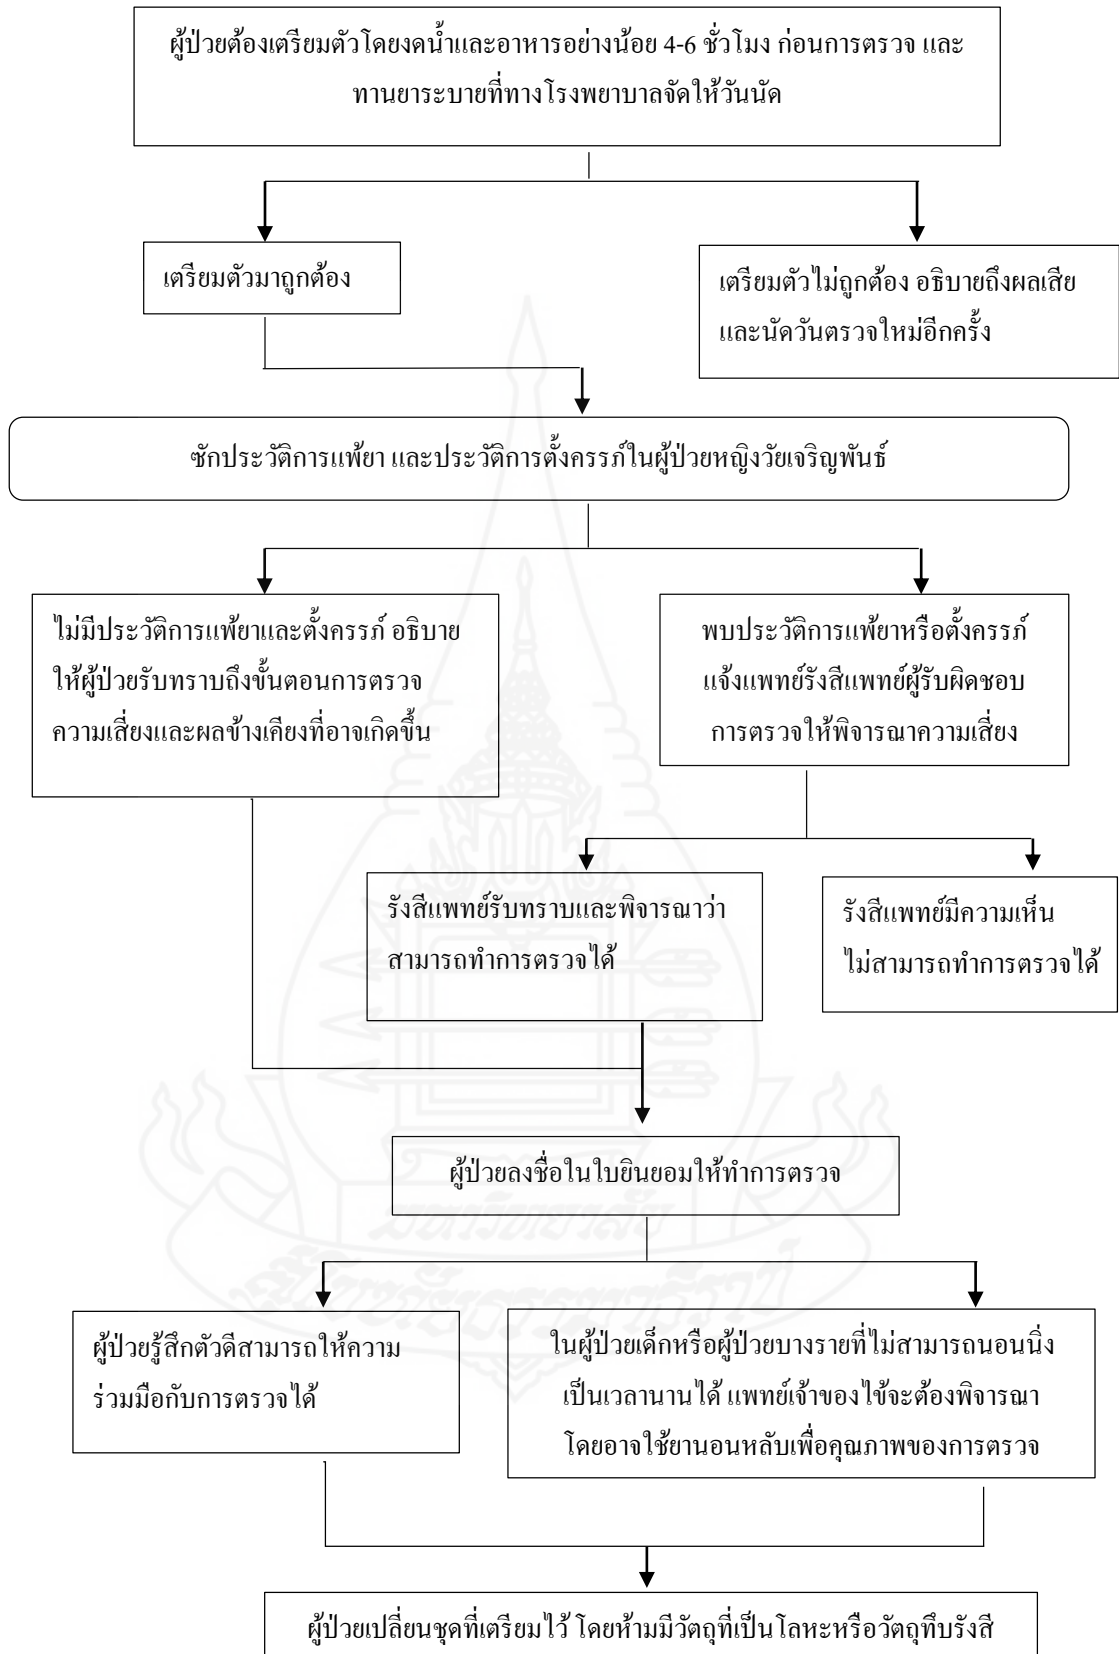 ผู้ป่วยต้องเตรียมตัวโดยงดน้ำและอาหารอย่างน้อย 4-6 ชั่วโมง ก่อนการตรวจ และ
ทานยาระบายที่ทางโรงพยาบาลจัดให้วันนัด
เตรียมตัวมาถูกต้อง
เตรียมตัวไม่ถูกต้อง อธิบายถึงผลเสีย
และนัดวันตรวจใหม่อีกครั้ง
ซักประวัติการแพ้ยา และประวัติการตั้งครรภ์ในผู้ป่วยหญิงวัยเจริญพันธ์
ไม่มีประวัติการแพ้ยาและตั้งครรภ์ อธิบาย
ให้ผู้ป่วยรับทราบถึงขั้นตอนการตรวจ
ความเสี่ยงและผลข้างเคียงที่อาจเกิดขึ้น
พบประวัติการแพ้ยาหรือตั้งครรภ์
แจ้งแพทย์รังสีแพทย์ผู้รับผิดชอบ
การตรวจให้พิจารณาความเสี่ยง
รังสีแพทย์รับทราบและพิจารณาว่า
สามารถทำการตรวจได้
รังสีแพทย์มีความเห็น
ไม่สามารถทำการตรวจได้
ผู้ป่วยลงชื่อในใบยินยอมให้ทำการตรวจ
มหาวิทยาลัย
สุโขทัยธรรมาธิราช
ผู้ป่วยรู้สึกตัวดีสามารถให้ความ
ร่วมมือกับการตรวจได้
ในผู้ป่วยเด็กหรือผู้ป่วยบางรายที่ไม่สามารถนอนนิ่ง
เป็นเวลานานได้ แพทย์เจ้าของไข้จะต้องพิจารณา
โดยอาจใช้ยานอนหลับเพื่อคุณภาพของการตรวจ
ผู้ป่วยเปลี่ยนชุดที่เตรียมไว้ โดยห้ามมีวัตถุที่เป็นโลหะหรือวัตถุทึบรังสี